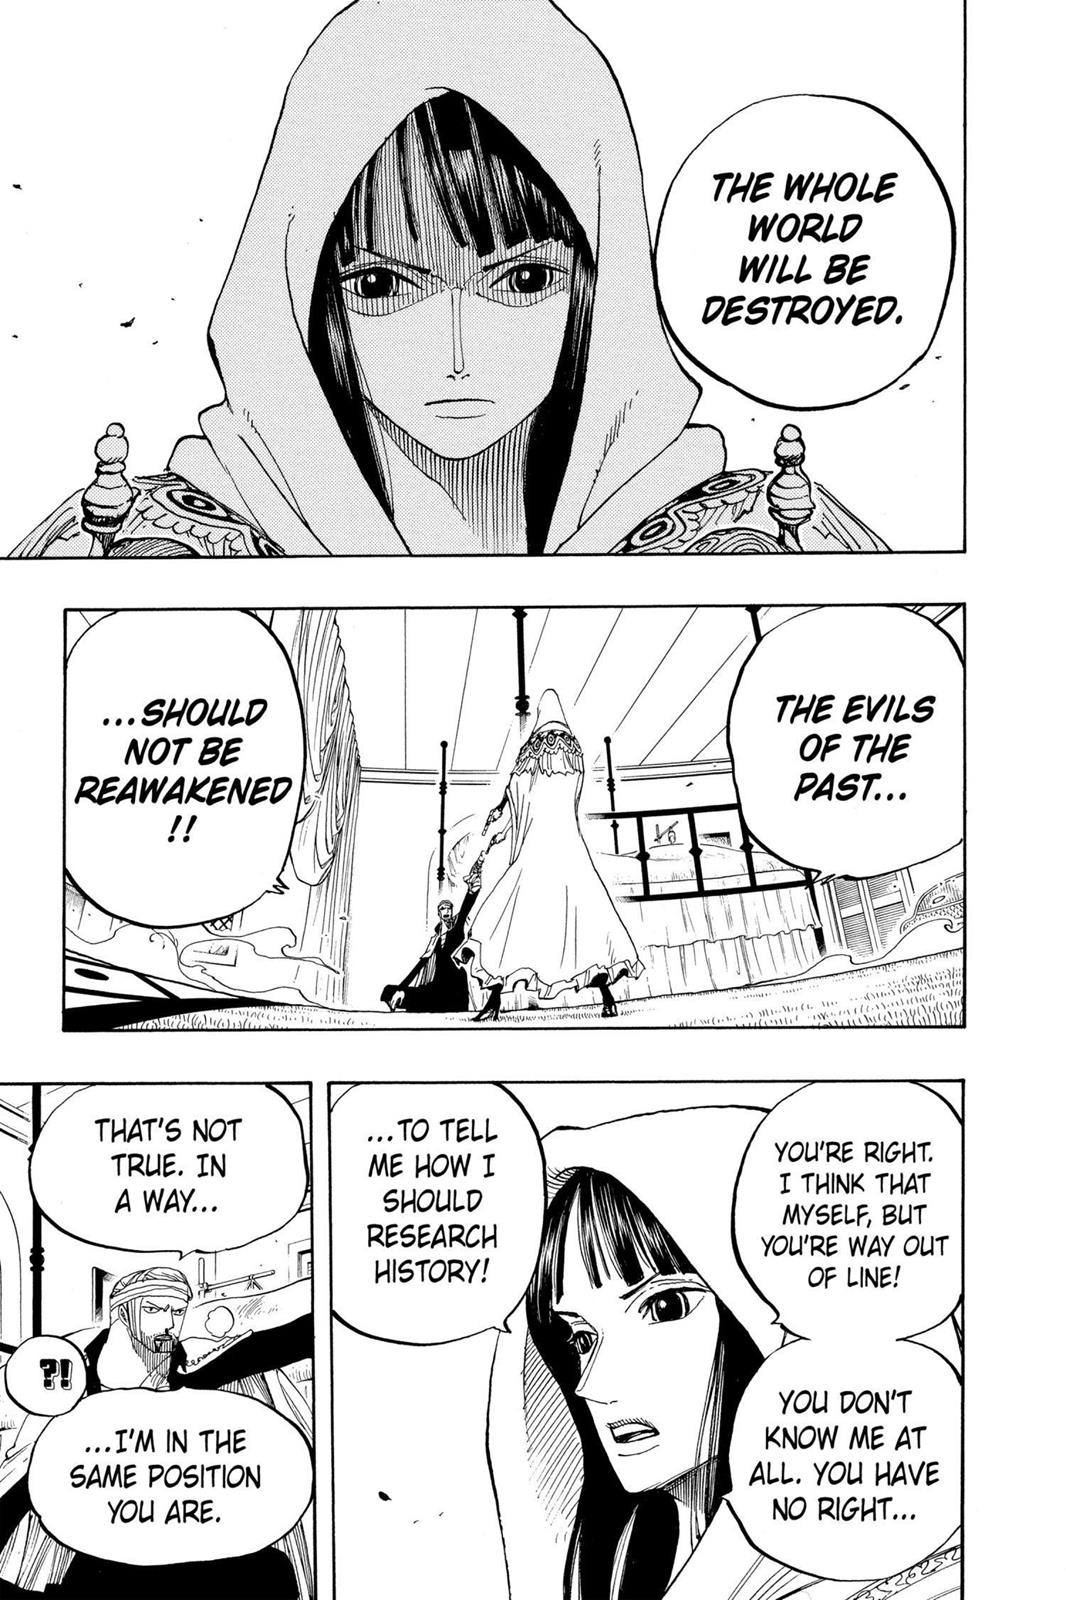 THE WHOLE
WORLD
WILL BE
DESTROYED.
THE EVILS
OF THE
PAST...
...SHOULD
NOT BE
REAWAKENED
!!
YOU'RE RIGHT.
I THINK THAT
MYSELF, BUT
YOU'RE WAY OUT
OF LINE!
YOU DON'T
KNOW ME AT
ALL. YOU HAVE
NO RIGHT...
...TO TELL
ME HOW I
SHOULD
RESEARCH
HISTORY!
THAT'S NOT
TRUE. IN
A WAY...
?!
...I'M IN THE
SAME POSITION
YOU ARE.